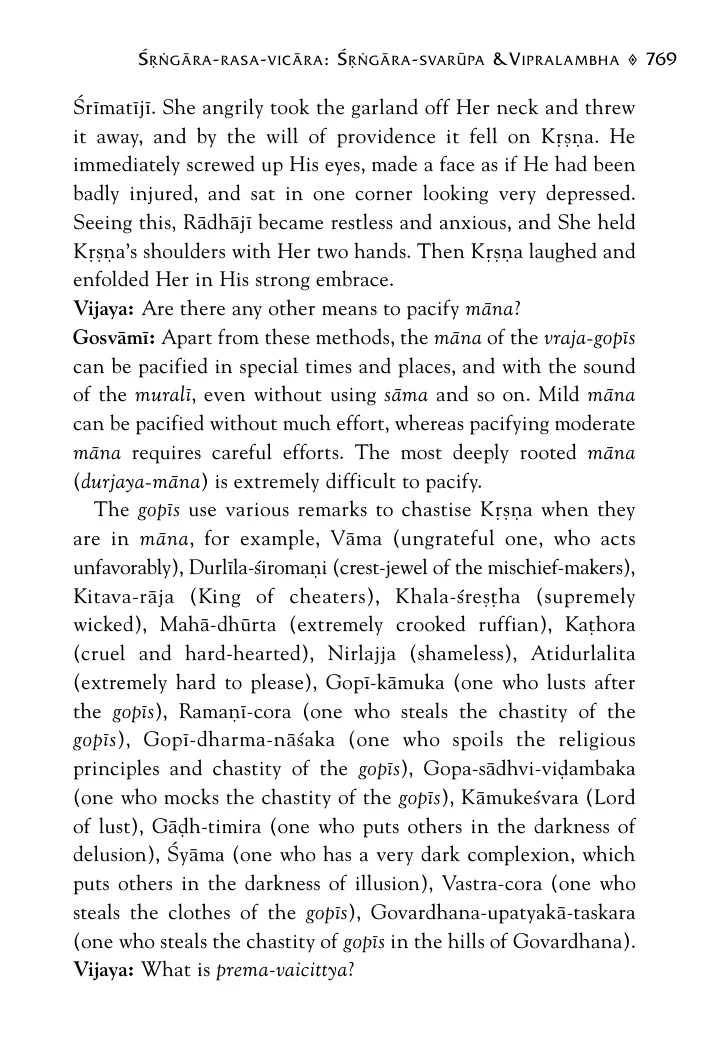 Śṛṅgāra-rasa-vicāra: Śṛṅgāra-svarūpa &Vipralambha ◈ 769
Śrīmatījī. She angrily took the garland off Her neck and threw
it away, and by the will of providence it fell on Kṛṣṇa. He
immediately screwed up His eyes, made a face as if He had been
badly injured, and sat in one corner looking very depressed.
Seeing this, Rādhājī became restless and anxious, and She held
Kṛṣṇa’s shoulders with Her two hands. Then Kṛṣṇa laughed and
enfolded Her in His strong embrace.
Vijaya: Are there any other means to pacify māna?
Gosvāmī: Apart from these methods, the māna of the vraja-gopīs
can be pacified in special times and places, and with the sound
of the muralī, even without using sāma and so on. Mild māna
can be pacified without much effort, whereas pacifying moderate
māna requires careful efforts. The most deeply rooted māna
(durjaya-māna) is extremely difficult to pacify.
The gopīs use various remarks to chastise Kṛṣṇa when they
are in māna, for example, Vāma (ungrateful one, who acts
unfavorably), Durlīla-śiromaṇi (crest-jewel of the mischief-makers),
Kitava-rāja (King of cheaters), Khala-śreṣṭha (supremely
wicked), Mahā-dhūrta (extremely crooked ruffian), Kaṭhora
(cruel and hard-hearted), Nirlajja (shameless), Atidurlalita
(extremely hard to please), Gopī-kāmuka (one who lusts after
the gopīs), Ramaṇī-cora (one who steals the chastity of the
gopīs), Gopī-dharma-nāśaka (one who spoils the religious
principles and chastity of the gopīs), Gopa-sādhvi-viḍambaka
(one who mocks the chastity of the gopīs), Kāmukeśvara (Lord
of lust), Gāḍh-timira (one who puts others in the darkness of
delusion), Śyāma (one who has a very dark complexion, which
puts others in the darkness of illusion), Vastra-cora (one who
steals the clothes of the gopīs), Govardhana-upatyakā-taskara
(one who steals the chastity of gopīs in the hills of Govardhana).
Vijaya: What is prema-vaicittya?